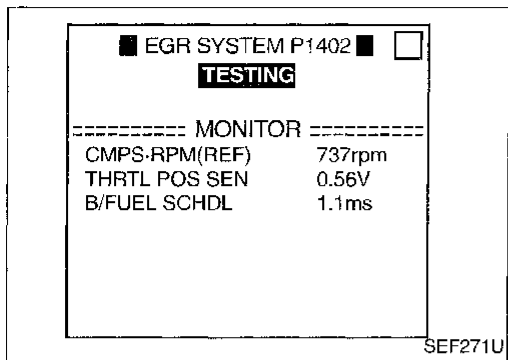 ■ EGR SYSTEM P1402 ■
TESTING
========== MONITOR ==========
CMPS·RPM(REF) 737rpm
THRTL POS SEN 0.56V
B/FUEL SCHDL 1.1ms
SEF271U